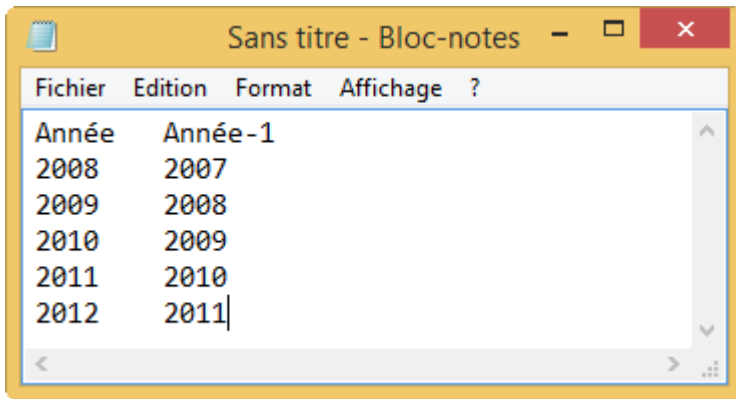 Sans titre - Bloc-notes
Fichier Edition Format Affichage ?
Année Année-1
2008 2007
2009 2008
2010 2009
2011 2010
2012 2011